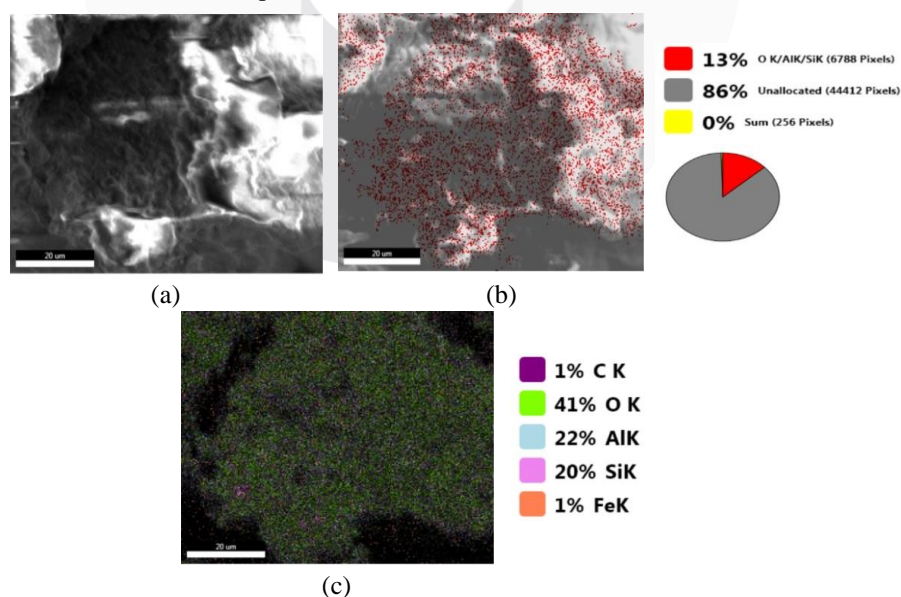 13% O K/AlK/SiK (6788 Pixels)
86% Unallocated (44412 Pixels)
0% Sum (256 Pixels)
20 um
20 um
(a)
(b)
1% C K
41% O K
22% AlK
20% SiK
1% FeK
20 um
(c)